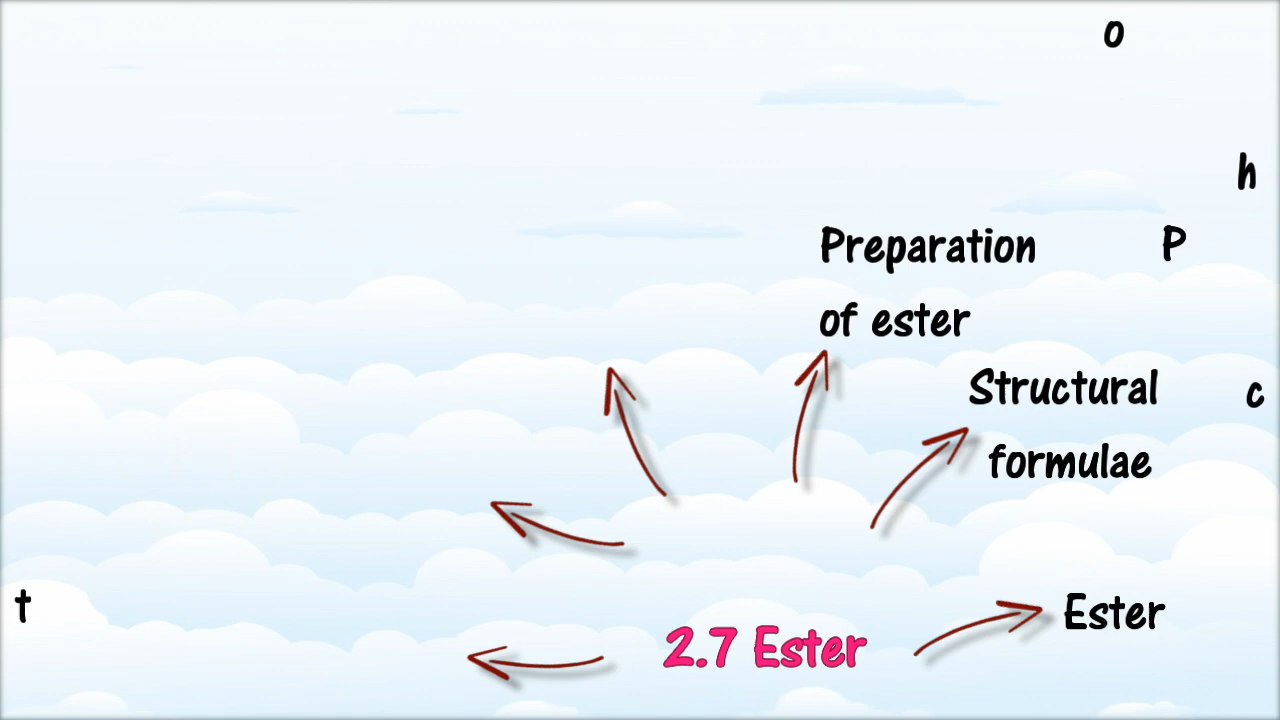 o
h
Preparation P
of ester
Structural c
formulae
t
Ester
2.7 Ester